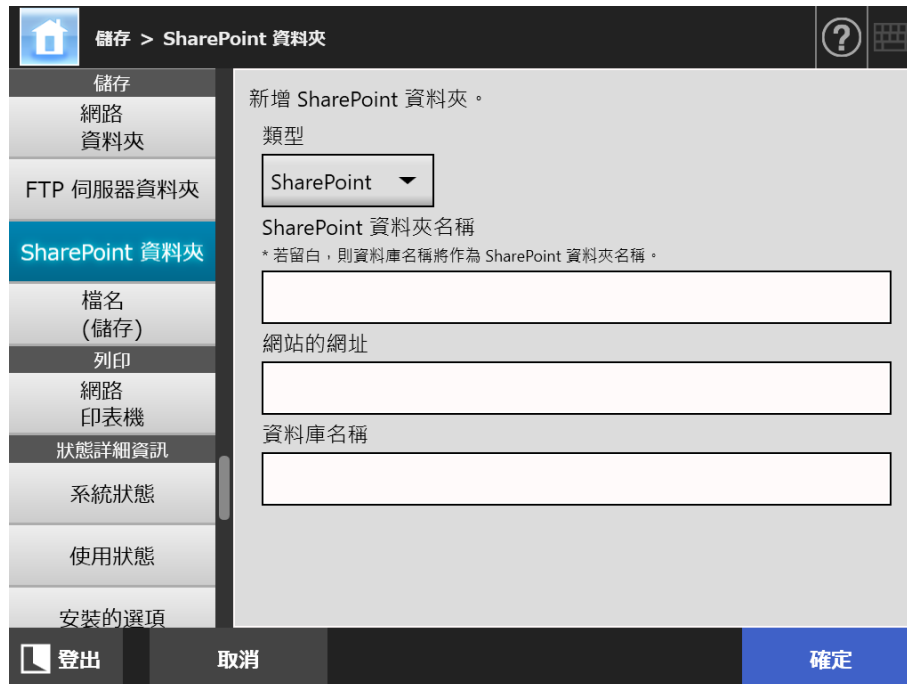 儲存 > SharePoint 資料夾
?
儲存
網路
資料夾
FTP 伺服器資料夾
SharePoint 資料夾
檔名
(儲存)
列印
網路
印表機
狀態詳細資訊
系統狀態
使用狀態
安裝的選項
新增 SharePoint 資料夾。
類型
SharePoint
SharePoint 資料夾名稱
* 若留白，則資料庫名稱將作為 SharePoint 資料夾名稱。
網站的網址
資料庫名稱
登出
取消
確定